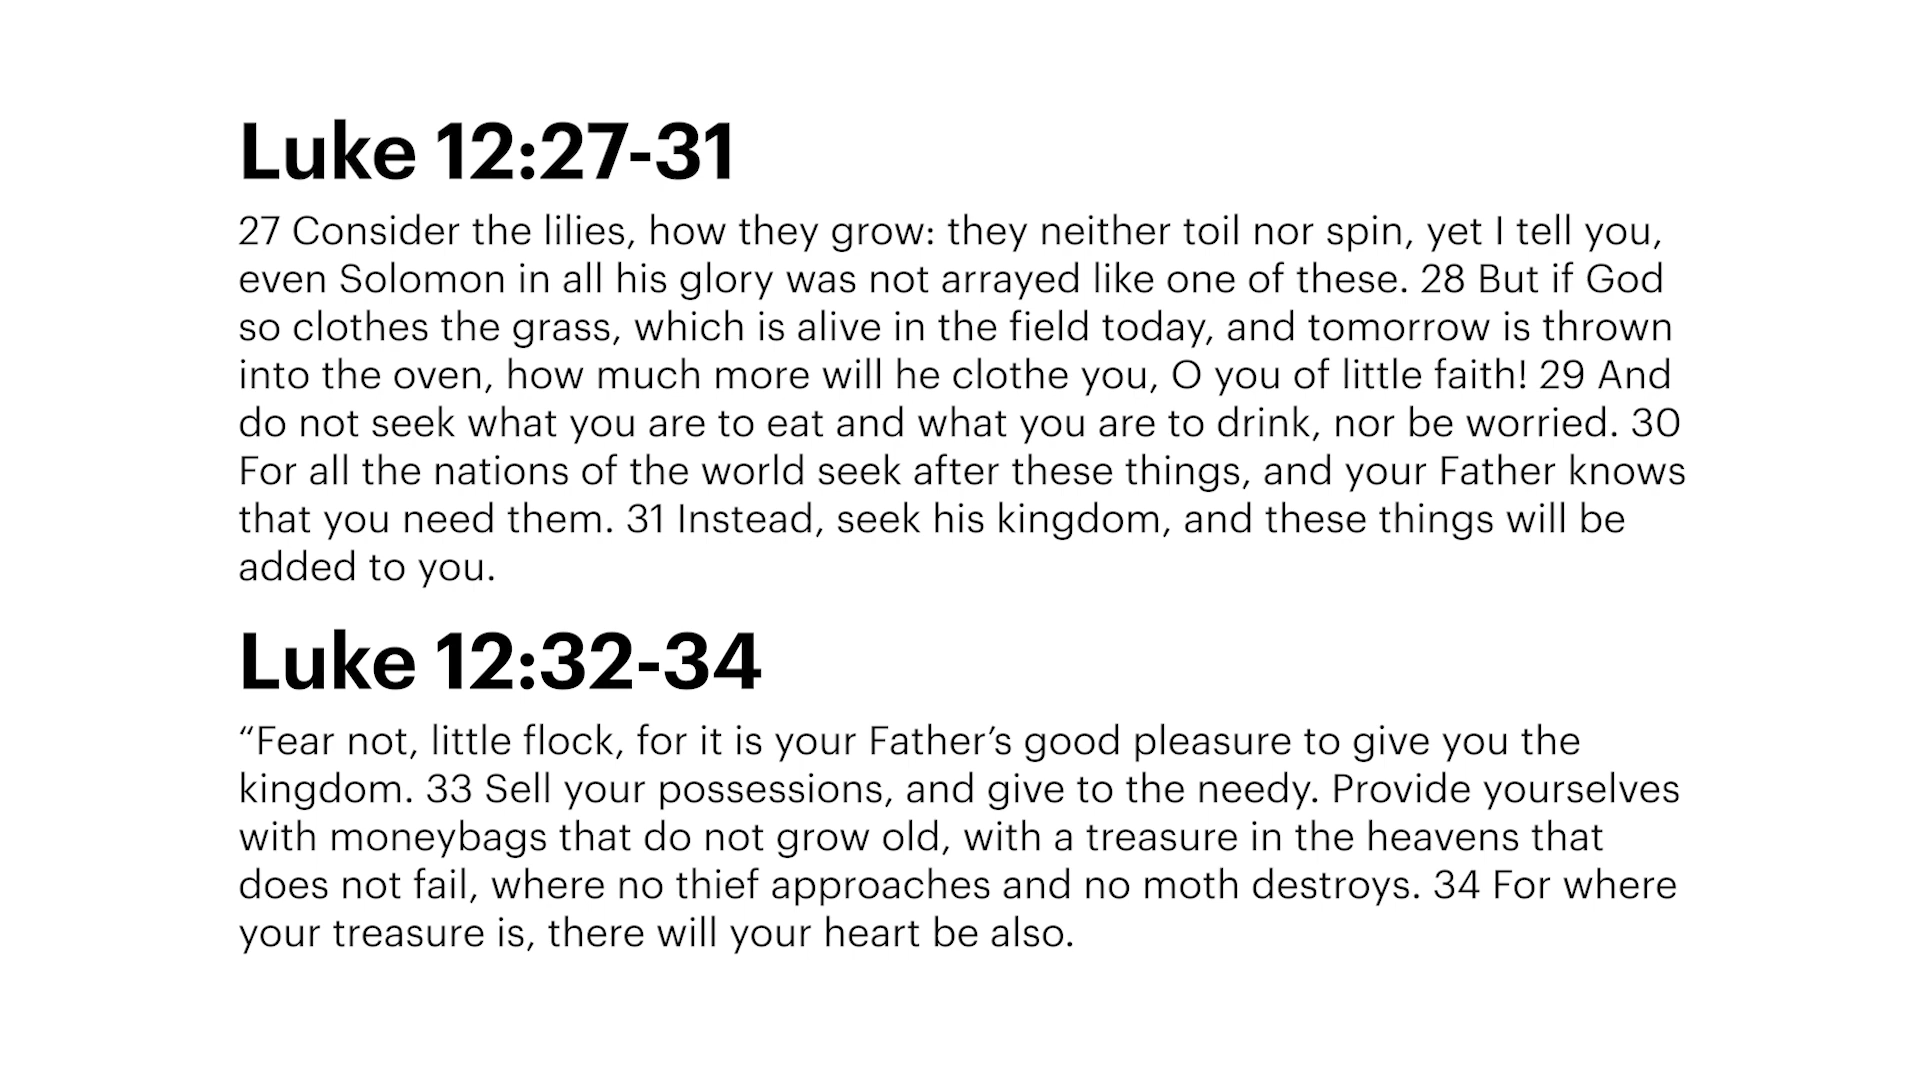 Luke 12:27-31
27 Consider the lilies, how they grow: they neither toil nor spin, yet I tell you,
even Solomon in all his glory was not arrayed like one of these. 28 But if God
so clothes the grass, which is alive in the field today, and tomorrow is thrown
into the oven, how much more will he clothe you, O you of little faith! 29 And
do not seek what you are to eat and what you are to drink, nor be worried. 30
For all the nations of the world seek after these things, and your Father knows
that you need them. 31 Instead, seek his kingdom, and these things will be
added to you.
Luke 12:32-34
“Fear not, little flock, for it is your Father’s good pleasure to give you the
kingdom. 33 Sell your possessions, and give to the needy. Provide yourselves
with moneybags that do not grow old, with a treasure in the heavens that
does not fail, where no thief approaches and no moth destroys. 34 For where
your treasure is, there will your heart be also.